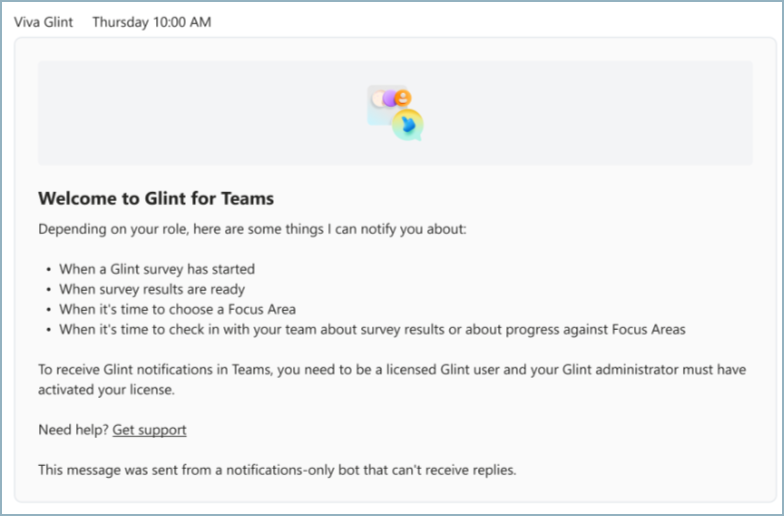 Viva Glint Thursday 10:00 AM
Welcome to Glint for Teams
Depending on your role, here are some things I can notify you about:
• When a Glint survey has started
• When survey results are ready
• When it's time to choose a Focus Area
• When it's time to check in with your team about survey results or about progress against Focus Areas
To receive Glint notifications in Teams, you need to be a licensed Glint user and your Glint administrator must have
activated your license.
Need help? Get support
This message was sent from a notifications-only bot that can't receive replies.